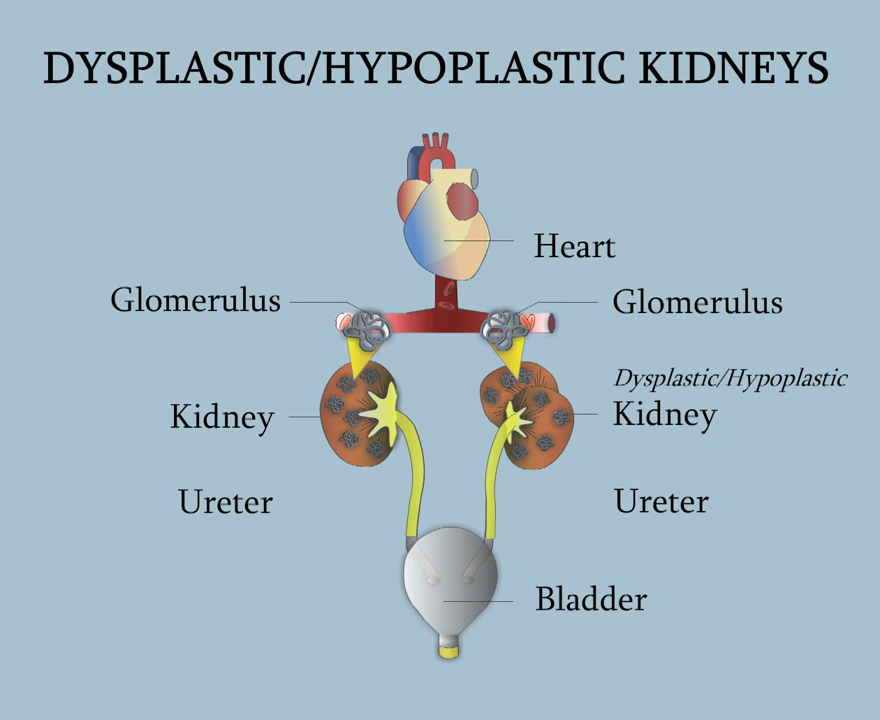 DYSPLASTIC/HYPOPLASTIC KIDNEYS
Heart
Glomerulus
Glomerulus
Dysplastic/Hypoplastic
Kidney
Kidney
Ureter
Ureter
Bladder